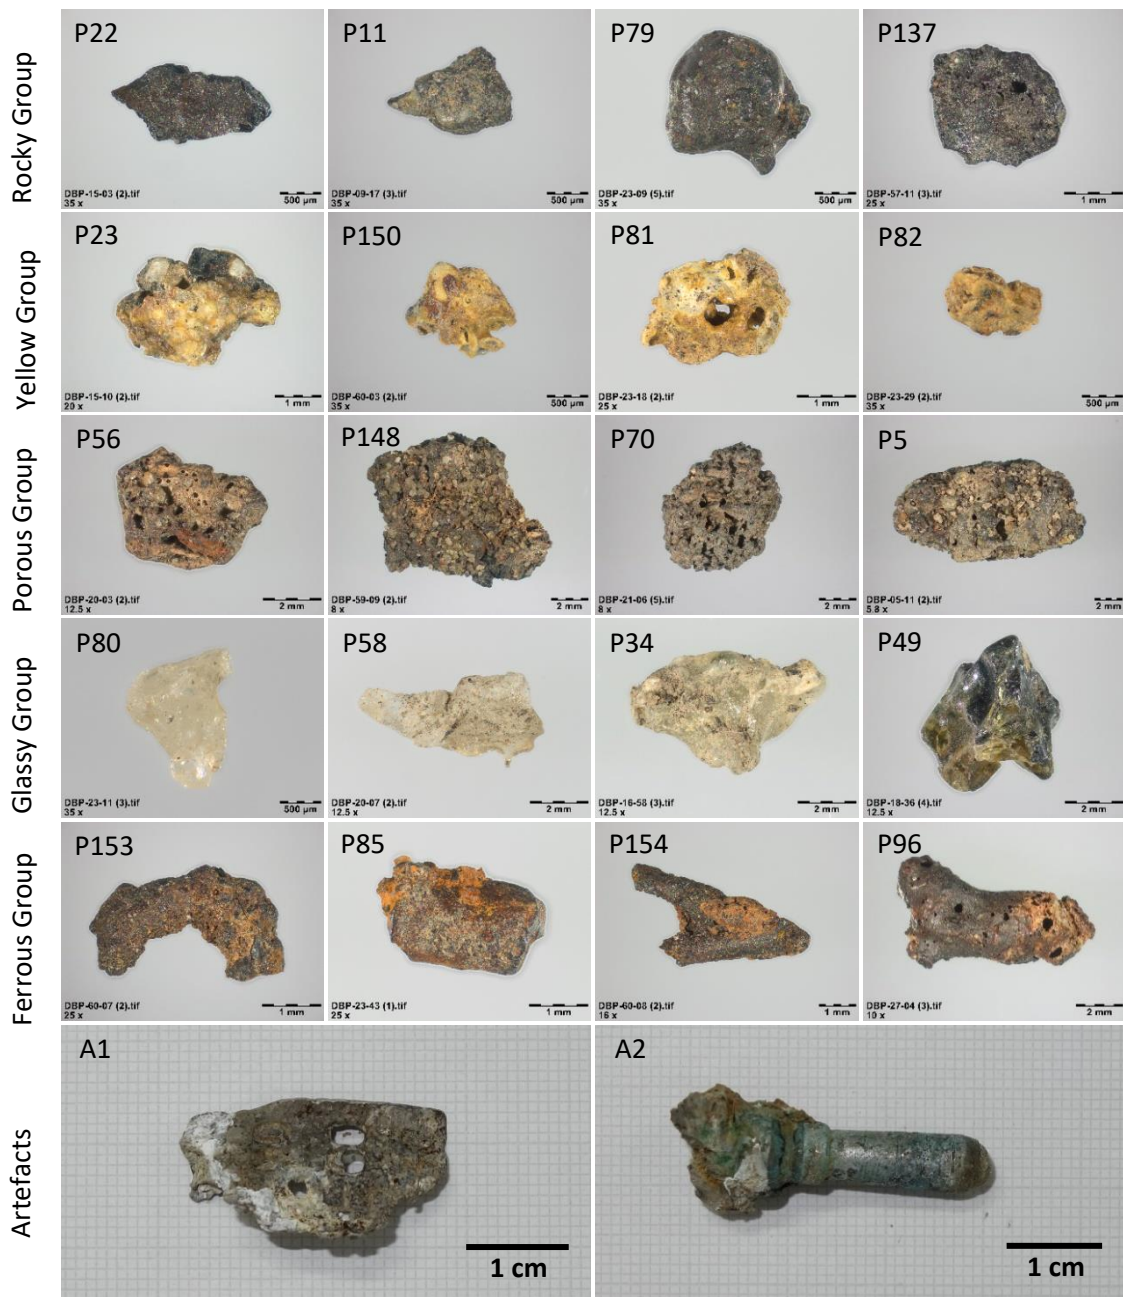 Rocky Group
P22
DBP-15-03 (2).tif
35 x
500 µm
P11
DBP-09-17 (3).tif
35 x
500 µm
P79
DBP-23-09 (5).tif
35 x
500 µm
P137
DBP-57-11 (3).tif
25 x
1 mm
Yellow Group
P23
DBP-15-10 (2).tif
20 x
1 mm
P150
DBP-60-03 (2).tif
35x
500 µm
P81
DBP-23-18 (2).tif
25 x
1 mm
P82
DBP-23-29 (2).tif
35 x
500 µm
Porous Group
P56
DBP-20-03 (2).tif
12.5 x
2 mm
P148
DBP-59-09 (2).tif
8 x
2 mm
P70
DBP-21-06 (5).tif
8 x
2 mm
P5
DBP-05-11 (2).tif
5.8 x
2 mm
Glassy Group
P80
DBP-23-11 (3).tif
35 x
500 µm
P58
DBP-20-07 (2).tif
12.5 x
2 mm
P34
DBP-16-58 (3).tif
12.5 x
2 mm
P49
DBP-18-36 (4).tif
12.5 x
2 mm
Ferrous Group
P153
DBP-60-07 (2).tif
25 x
1 mm
P85
DBP-23-43 (1).tif
25 x
1 mm
P154
DBP-60-08 (2).tif
16 x
1 mm
P96
DBP-27-04 (3).tif
10 x
2 mm
Artefacts
A1
1 cm
A2
1 cm